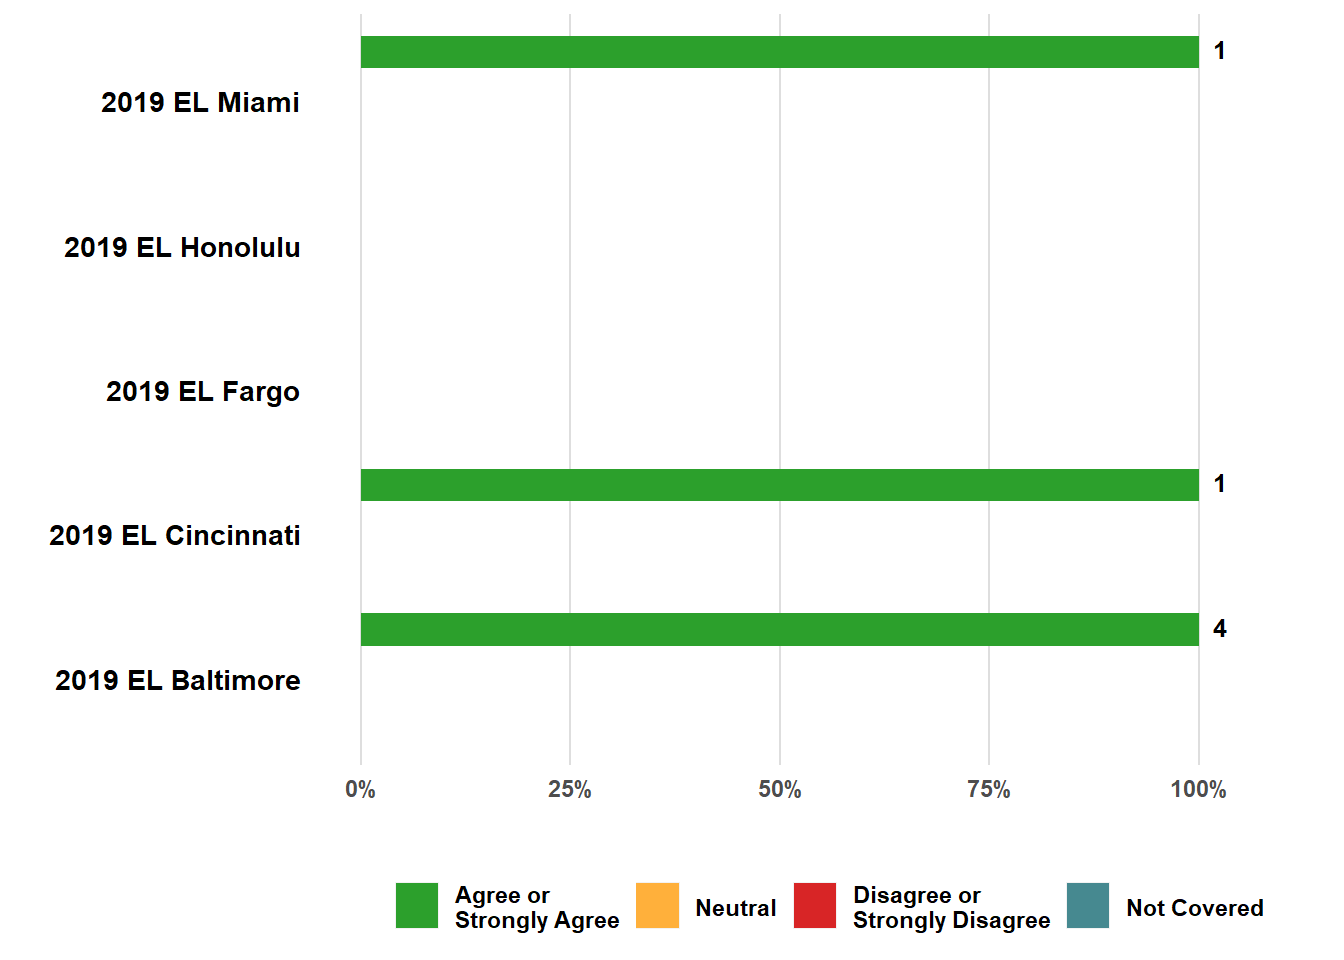 1
2019 EL Miami
2019 EL Honolulu
2019 EL Fargo
1
2019 EL Cincinnati
4
2019 EL Baltimore
0% 25% 50% 75% 100%
Agree or
Strongly Agree
Neutral
Disagree or
Strongly Disagree
Not Covered